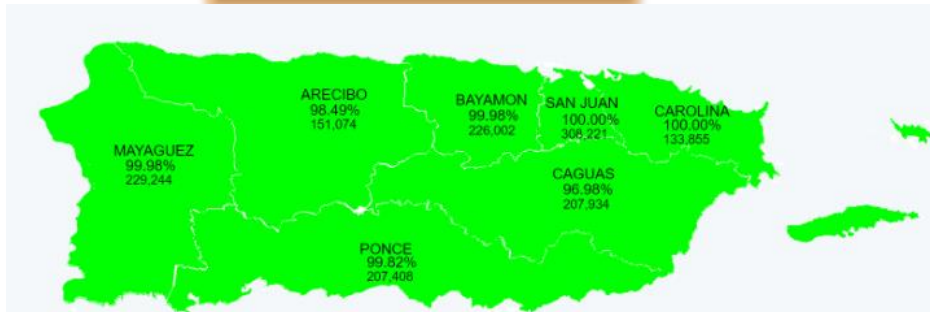 ARECIBO
98.49%
151,074
BAYAMON
99.98%
226,002
SAN JUAN
100.00%
308,221
CAROLINA
100.00%
133,855
MAYAGUEZ
99.98%
229,244
CAGUAS
96.98%
207,934
PONCE
99.82%
207,408